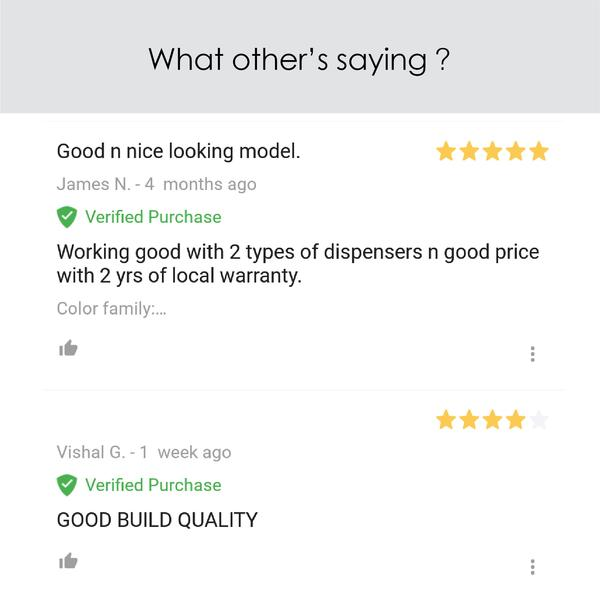 What other's saying ?
Good n nice looking model.
James N. - 4 months ago
Verified Purchase
Working good with 2 types of dispensers n good price
with 2 yrs of local warranty.
Color family:...
Vishal G. - 1 week ago
Verified Purchase
GOOD BUILD QUALITY